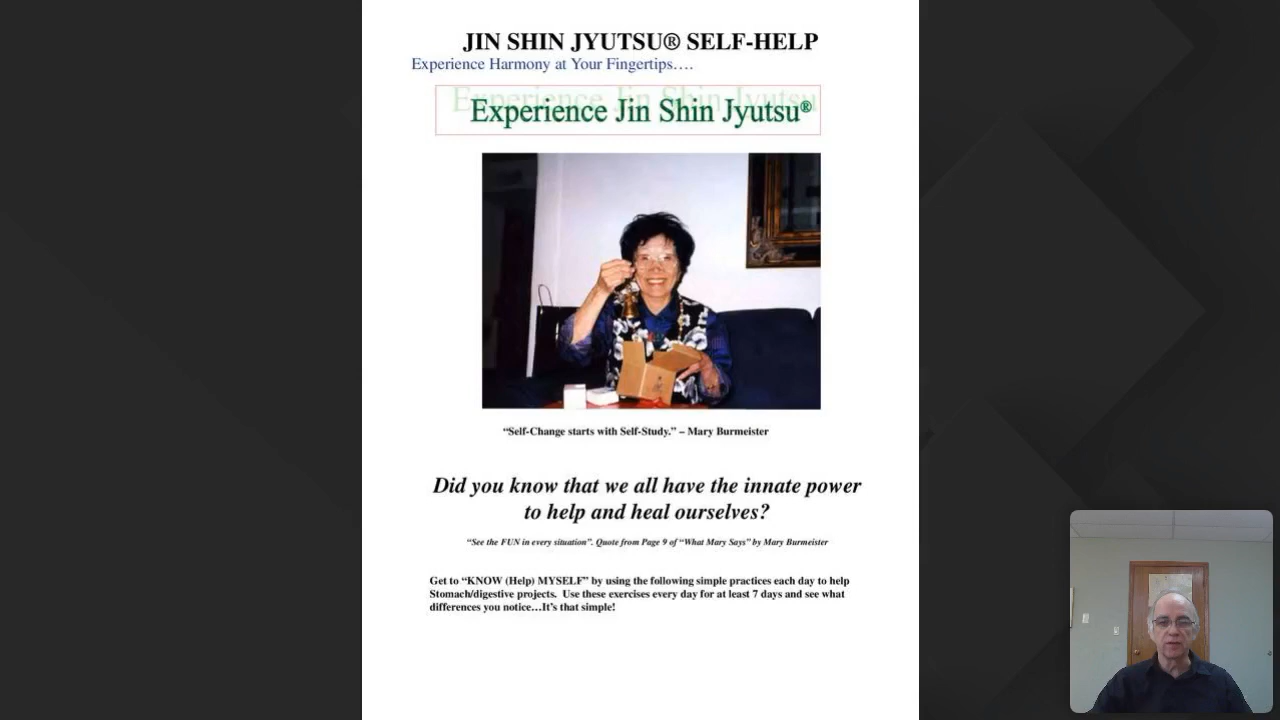 JIN SHIN JYUTSU® SELF-HELP
Experience Harmony at Your Fingertips….
Experience Jin Shin Jyutsu®
“Self-Change starts with Self-Study.” – Mary Burmeister
Did you know that we all have the innate power
to help and heal ourselves?
“See the FUN in every situation”. Quote from Page 9 of “What Mary Says” by Mary Burmeister
Get to “KNOW (Help) MYSELF” by using the following simple practices each day to help
Stomach/digestive projects.  Use these exercises every day for at least 7 days and see what
differences you notice…It’s that simple!